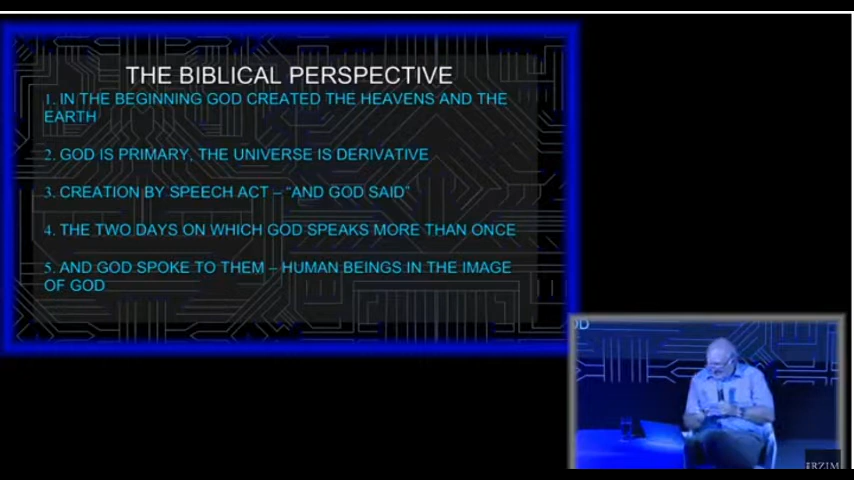 THE BIBLICAL PERSPECTIVE
1. IN THE BEGINNING GOD CREATED THE HEAVENS AND THE
EARTH
2. GOD IS PRIMARY, THE UNIVERSE IS DERIVATIVE
3. CREATION BY SPEECH ACT – “AND GOD SAID”
4. THE TWO DAYS ON WHICH GOD SPEAKS MORE THAN ONCE
5. AND GOD SPOKE TO THEM – HUMAN BEINGS IN THE IMAGE
OF GOD
OD
RZIM